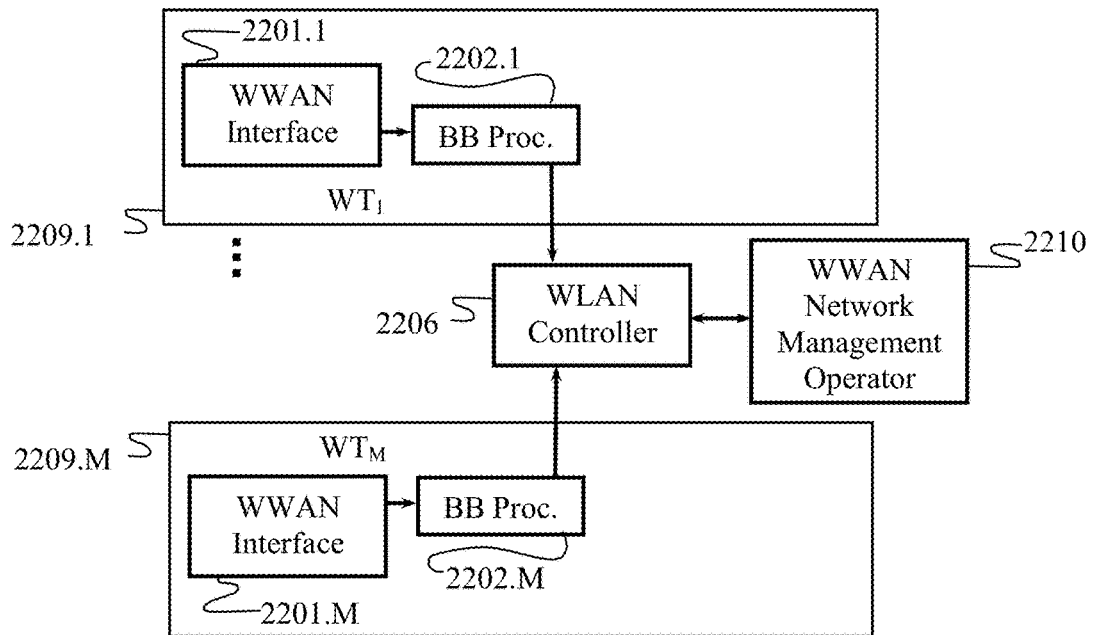 2201.1
WWAN
Interface
2202.1
BB Proc.
WT1
2209.1
WLAN
Controller
2206
2210
WWAN
Network
Management
Operator
2209.M
WTM
WWAN
Interface
BB Proc.
2202.M
2201.M